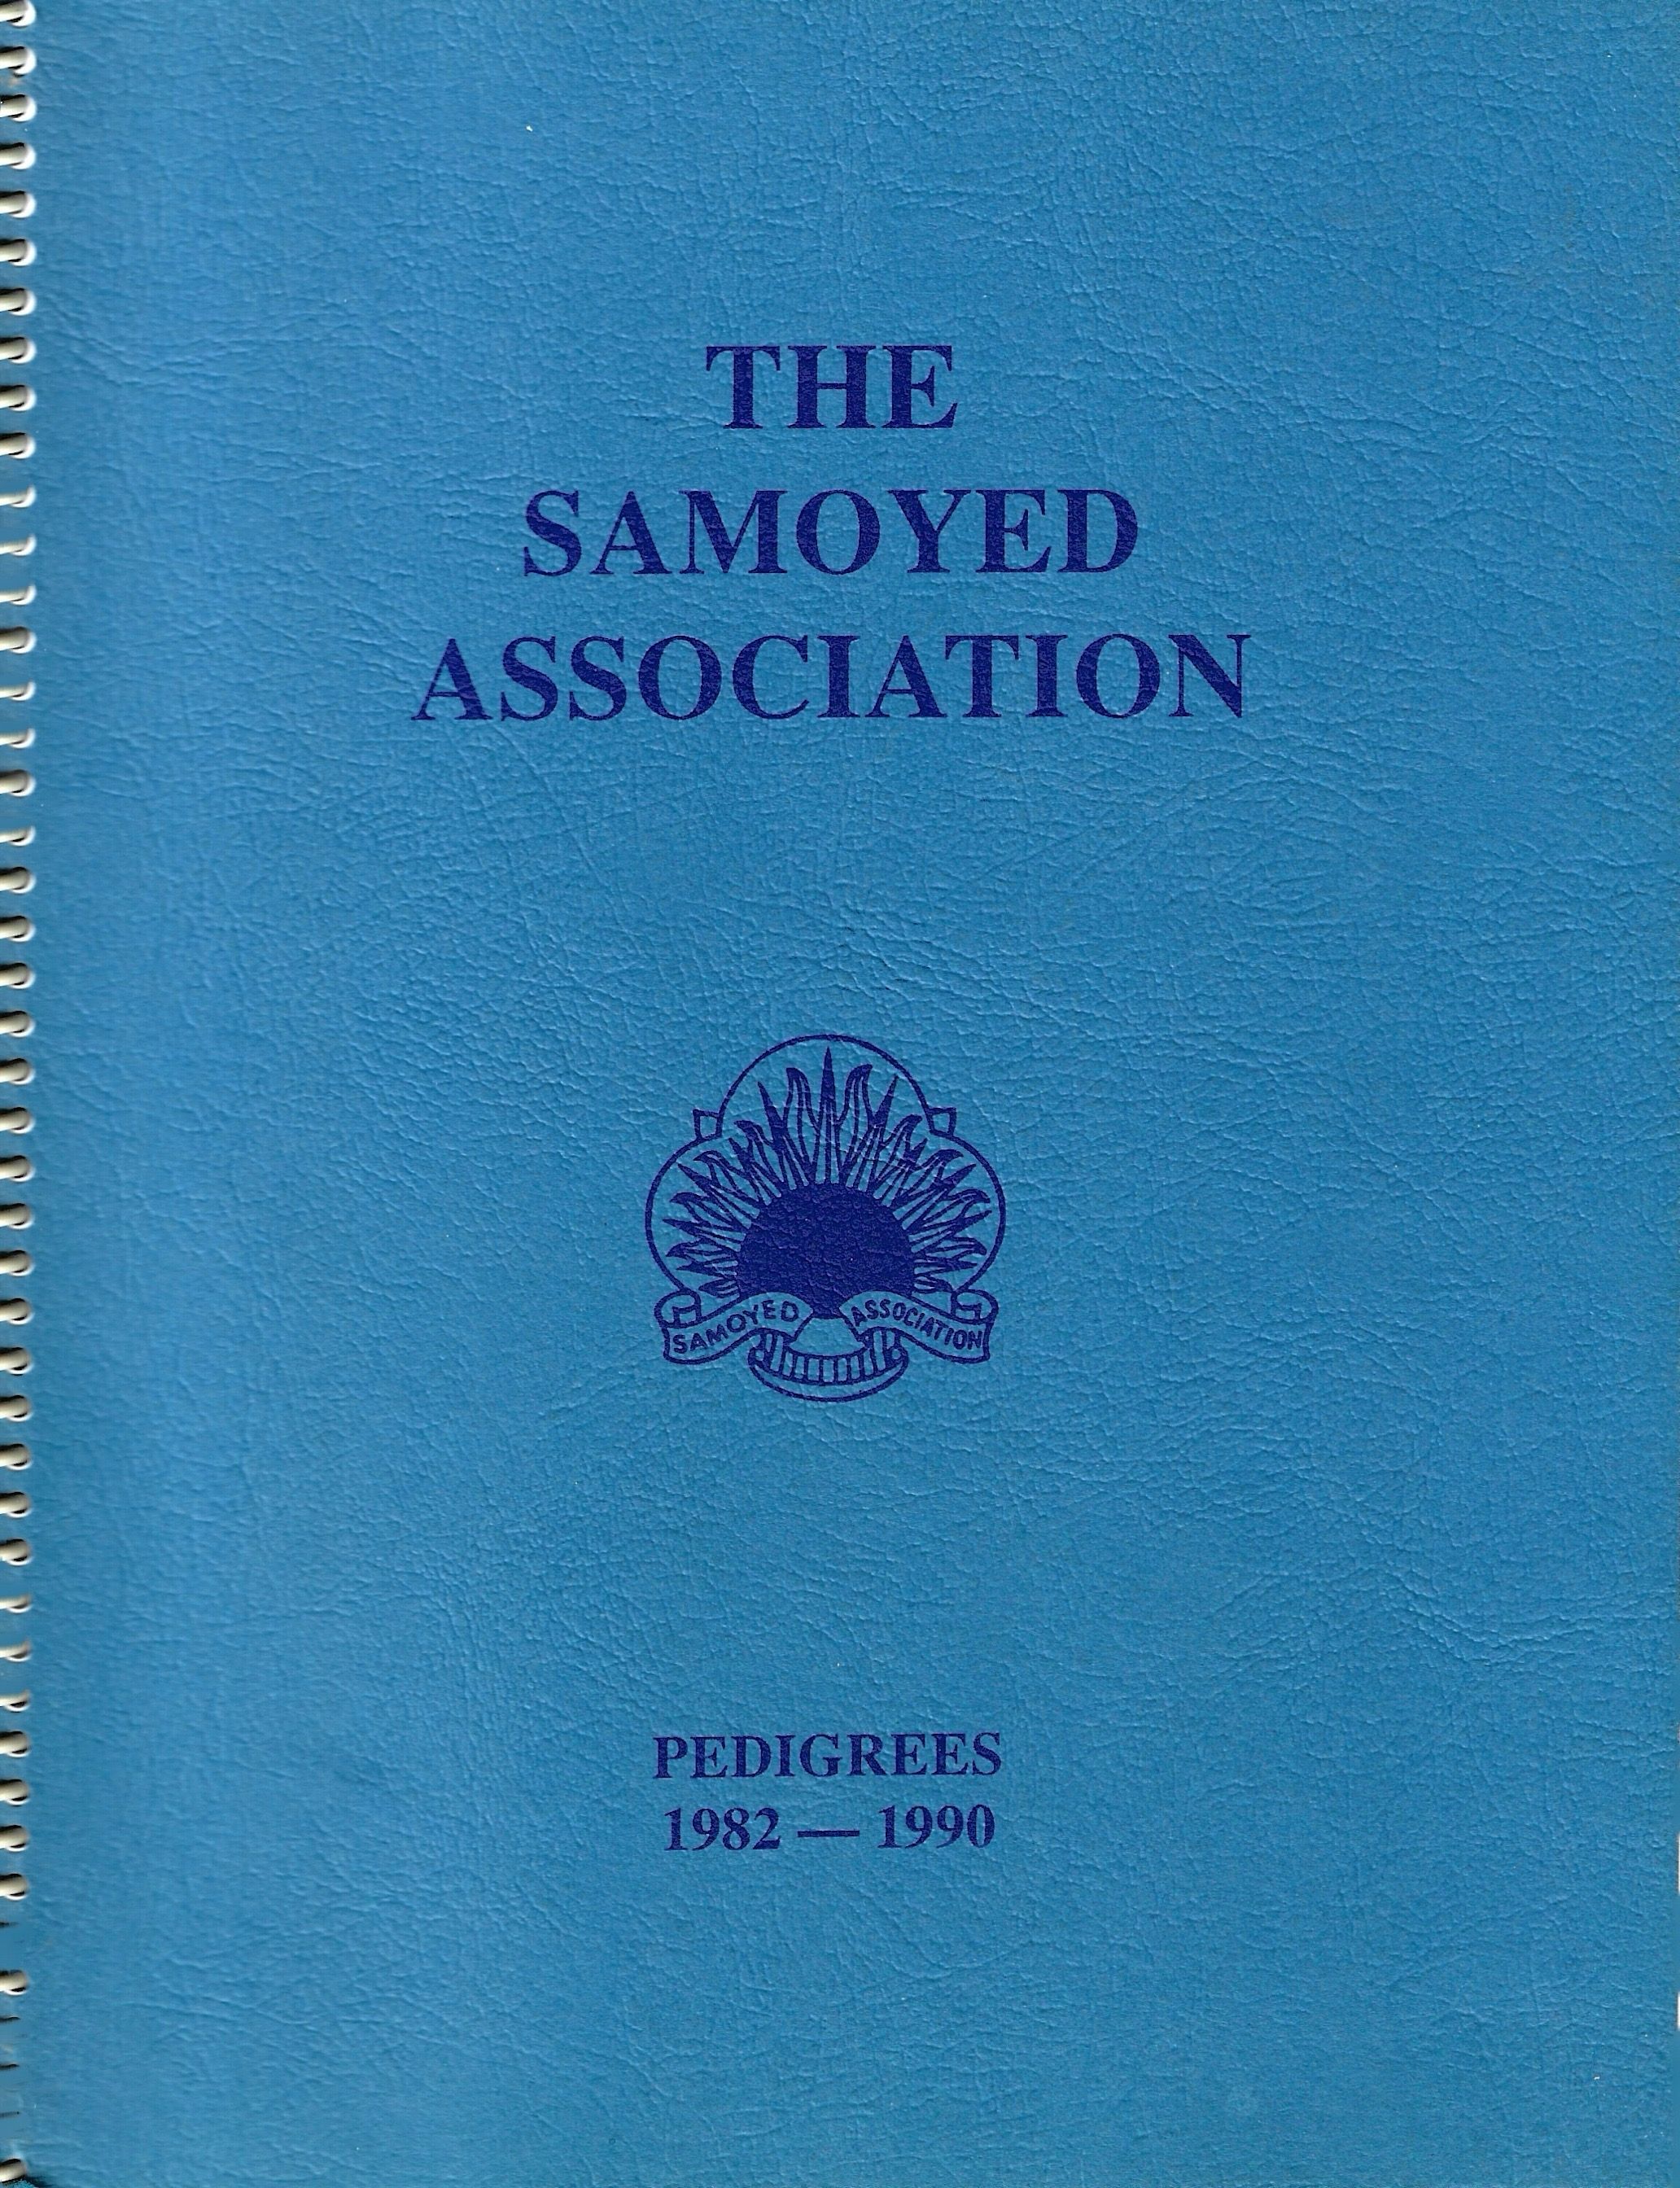 THE
SAMOYED
ASSOCIATION
SAMOYED ASSOCIATION
PEDIGREES
1982 — 1990